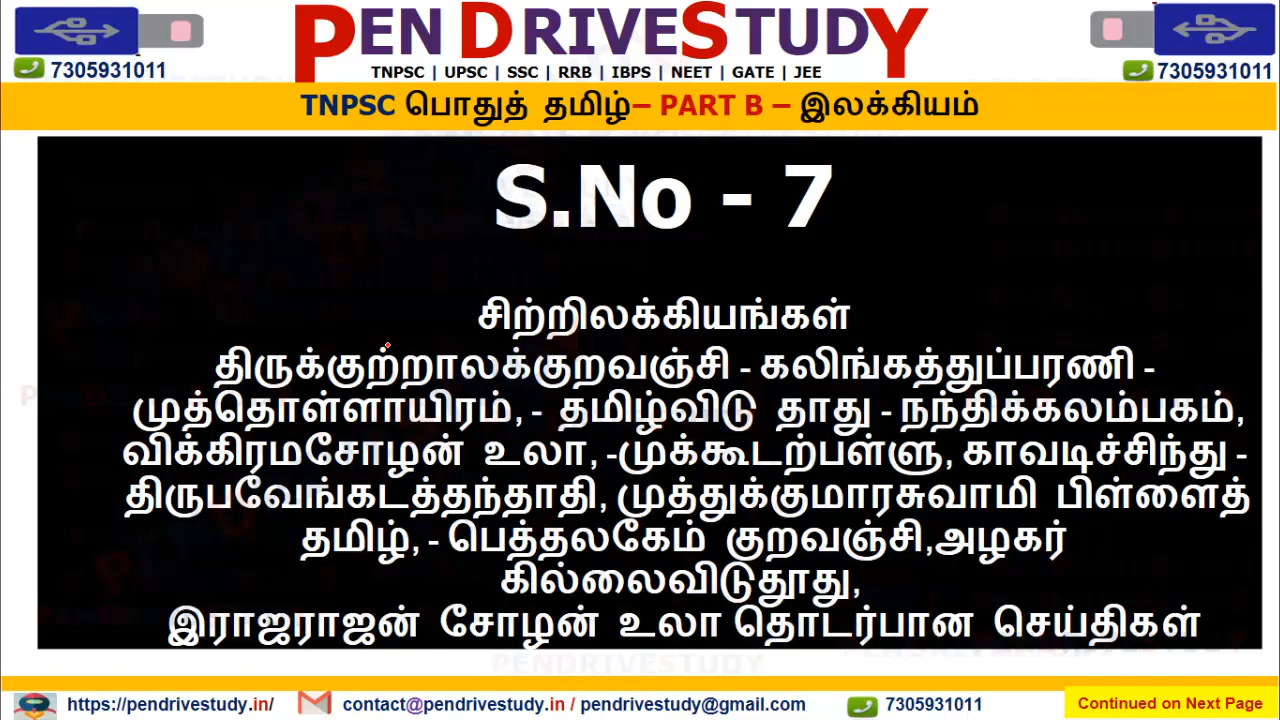 PEN DRIVESTUDY
7305931011
7305931011
TNPSC | UPSC | SSC | RRB | IBPS | NEET | GATE | JEE
TNPSC பொதுத் தமிழ்– PART B – இலக்கியம்
S.No - 7
சிற்றிலக்கியங்கள்
திருக்குற்றாலக்குறவஞ்சி - கலிங்கத்துப்பரணி -
முத்தொள்ளாயிரம், - தமிழ்விடு தாது - நந்திக்கலம்பகம்,
விக்கிரமசோழன் உலா, -முக்கூடற்பள்ளு, காவடிச்சிந்து -
திருபவேங்கடத்தந்தாதி, முத்துக்குமாரசுவாமி பிள்ளைத்
தமிழ், - பெத்தலகேம் குறவஞ்சி,அழகர்
கில்லைவிடுதூது,
இராஜராஜன் சோழன் உலா தொடர்பான செய்திகள்
PENDRIVESTUDY
https://pendrivestudy.in/
contact@pendrivestudy.in / pendrivestudy@gmail.com
7305931011
Continued on Next Page